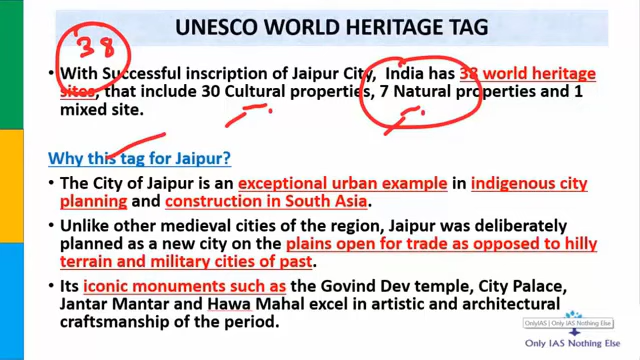 UNESCO WORLD HERITAGE TAG
38
With Successful inscription of Jaipur City, India has 38 world heritage
sites, that include 30 Cultural properties, 7 Natural properties and 1
mixed site.
Why this tag for Jaipur?
• The City of Jaipur is an exceptional urban example in indigenous city
planning and construction in South Asia.
• Unlike other medieval cities of the region, Jaipur was deliberately
planned as a new city on the plains open for trade as opposed to hilly
terrain and military cities of past.
• Its iconic monuments such as the Govind Dev temple, City Palace,
Jantar Mantar and Hawa Mahal excel in artistic and architectural
craftsmanship of the period.
OnlyIAS | OnlyIAS Nothing Else
Only IAS Nothing Else